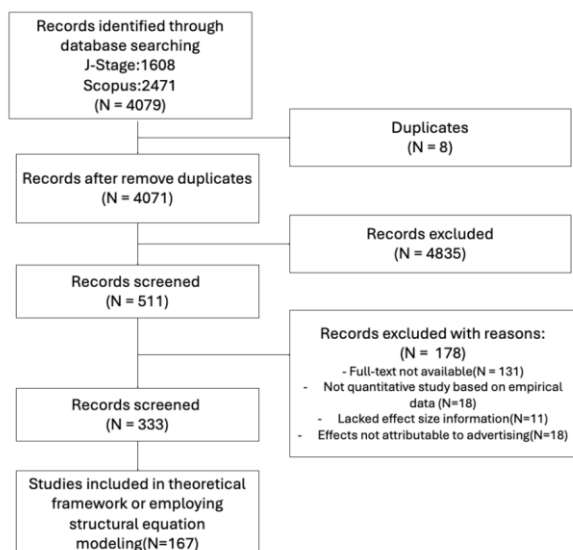 Records identified through
database searching
J-Stage:1608
Scopus:2471
(N = 4079)
Duplicates
(N = 8)
Records after remove duplicates
(N = 4071)
Records excluded
(N = 4835)
Records screened
(N = 511)
Records excluded with reasons:
(N = 178)
- Full-text not available(N = 131)
- Not quantitative study based on empirical
data (N=18)
- Lacked effect size information(N=11)
- Effects not attributable to advertising(N=18)
Records screened
(N = 333)
Studies included in theoretical
framework or employing
structural equation
modeling(N=167)